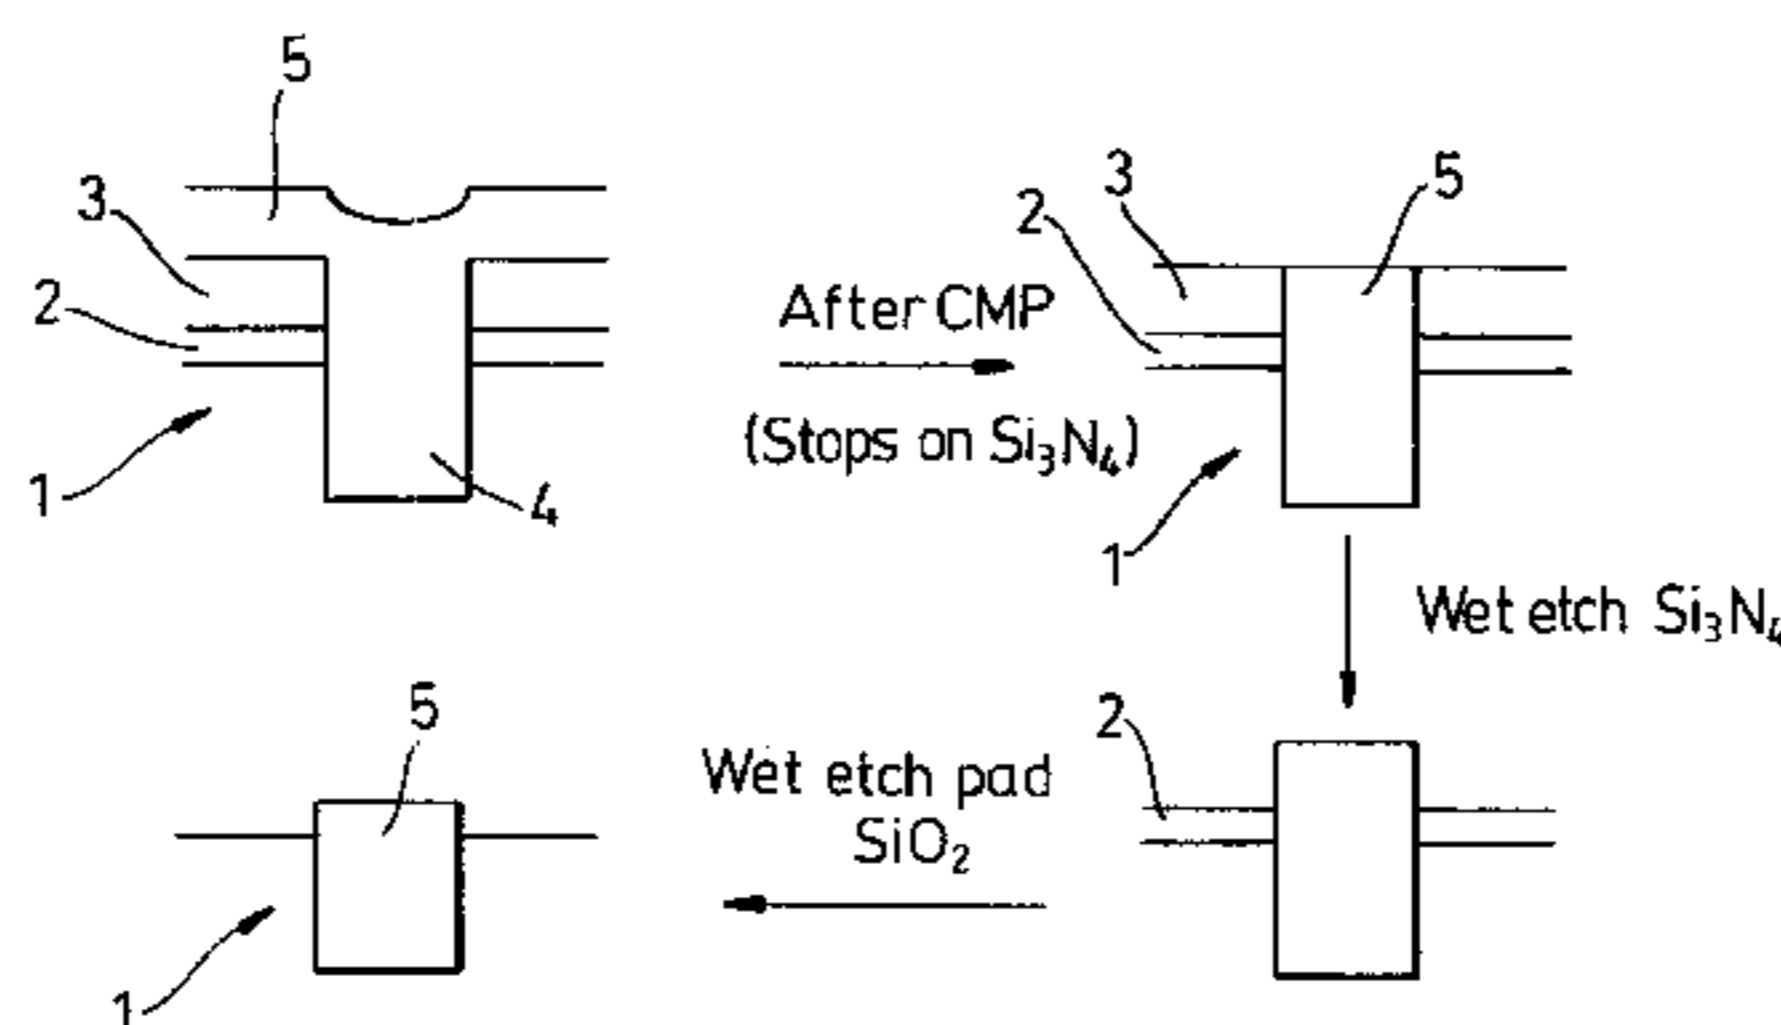 5
3
2
1
4
After CMP
(Stops on Si₃N₄)
3
2
5
1
Wet etch Si₃N₄
2
Wet etch pad
SiO₂
5
1